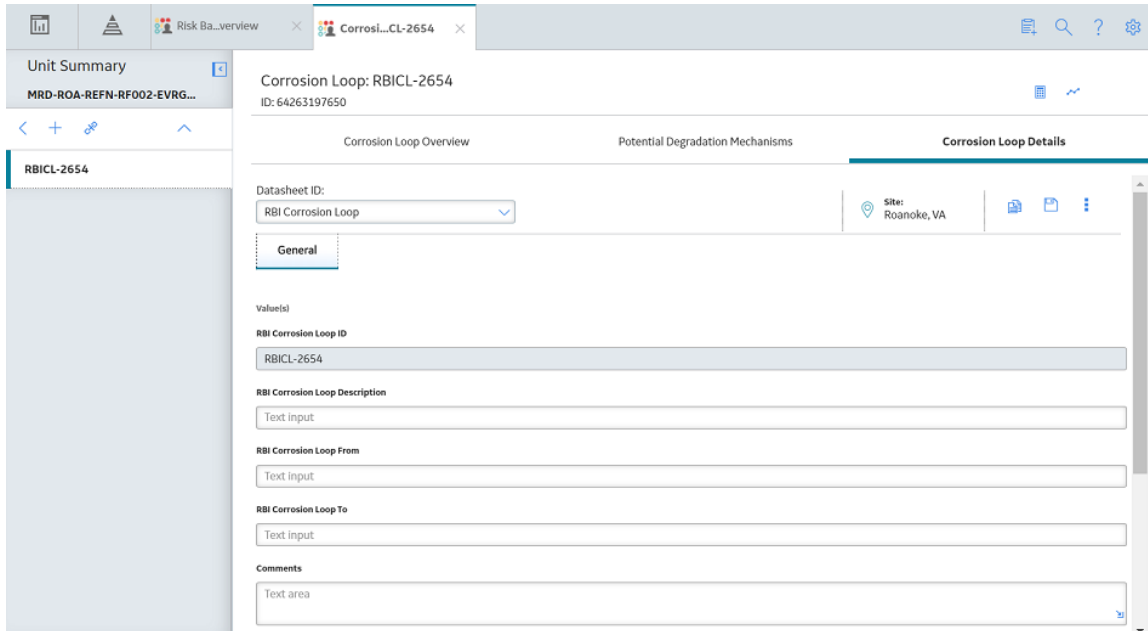 Risk Ba...verview
Corrosi...CL-2654
Unit Summary
MRD-ROA-REFN-RF002-EVRG...
RBICL-2654
Corrosion Loop: RBICL-2654
ID: 64263197650
Corrosion Loop Overview
Potential Degradation Mechanisms
Corrosion Loop Details
Datasheet ID:
RBI Corrosion Loop
Site:
Roanoke, VA
General
Value(s)
RBI Corrosion Loop ID
RBICL-2654
RBI Corrosion Loop Description
Text input
RBI Corrosion Loop From
Text input
RBI Corrosion Loop To
Text input
Comments
Text area